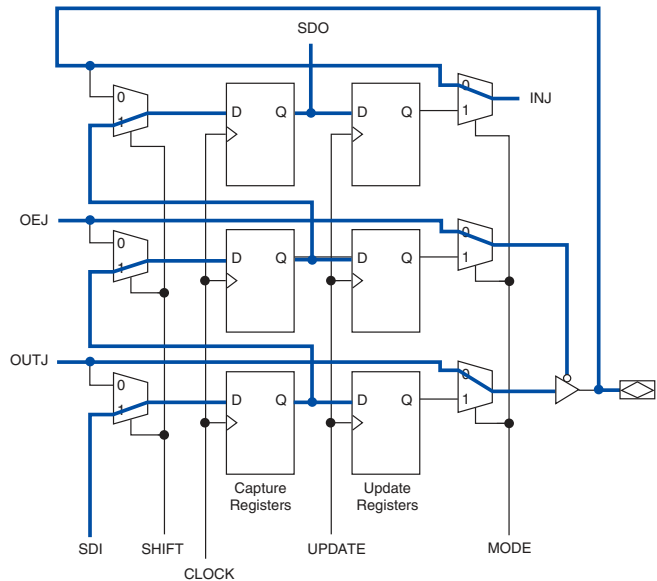 SDO
0
1
D Q
D Q
0
1
INJ
OEJ
0
1
D Q
D Q
0
1
OUTJ
0
1
D Q
D Q
0
1
Capture
Registers
Update
Registers
SDI
SHIFT
CLOCK
UPDATE
MODE